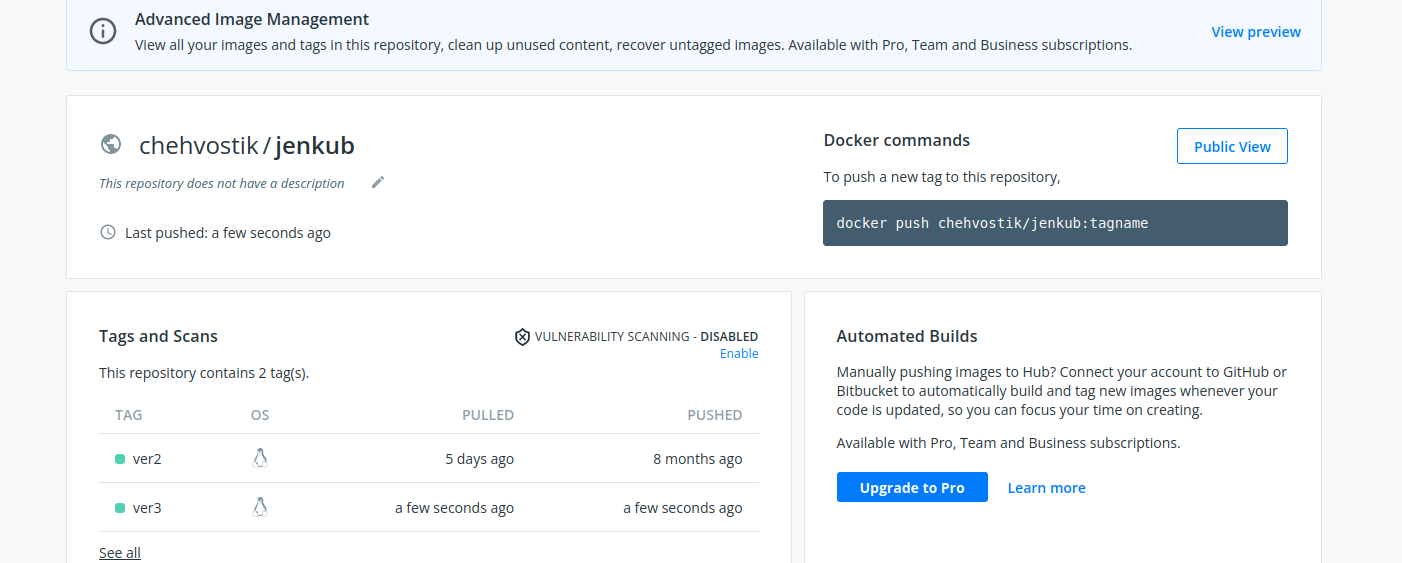 Advanced Image Management
View all your images and tags in this repository, clean up unused content, recover untagged images. Available with Pro, Team and Business subscriptions.
View preview
chehvostik / jenkub
This repository does not have a description
Last pushed: a few seconds ago
Docker commands
Public View
To push a new tag to this repository,
docker push chehvostik/jenkub:tagname
Tags and Scans
VULNERABILITY SCANNING - DISABLED
Enable
This repository contains 2 tag(s).
TAG OS PULLED PUSHED
ver2 5 days ago 8 months ago
ver3 a few seconds ago a few seconds ago
See all
Automated Builds
Manually pushing images to Hub? Connect your account to GitHub or
Bitbucket to automatically build and tag new images whenever your
code is updated, so you can focus your time on creating.
Available with Pro, Team and Business subscriptions.
Upgrade to Pro
Learn more